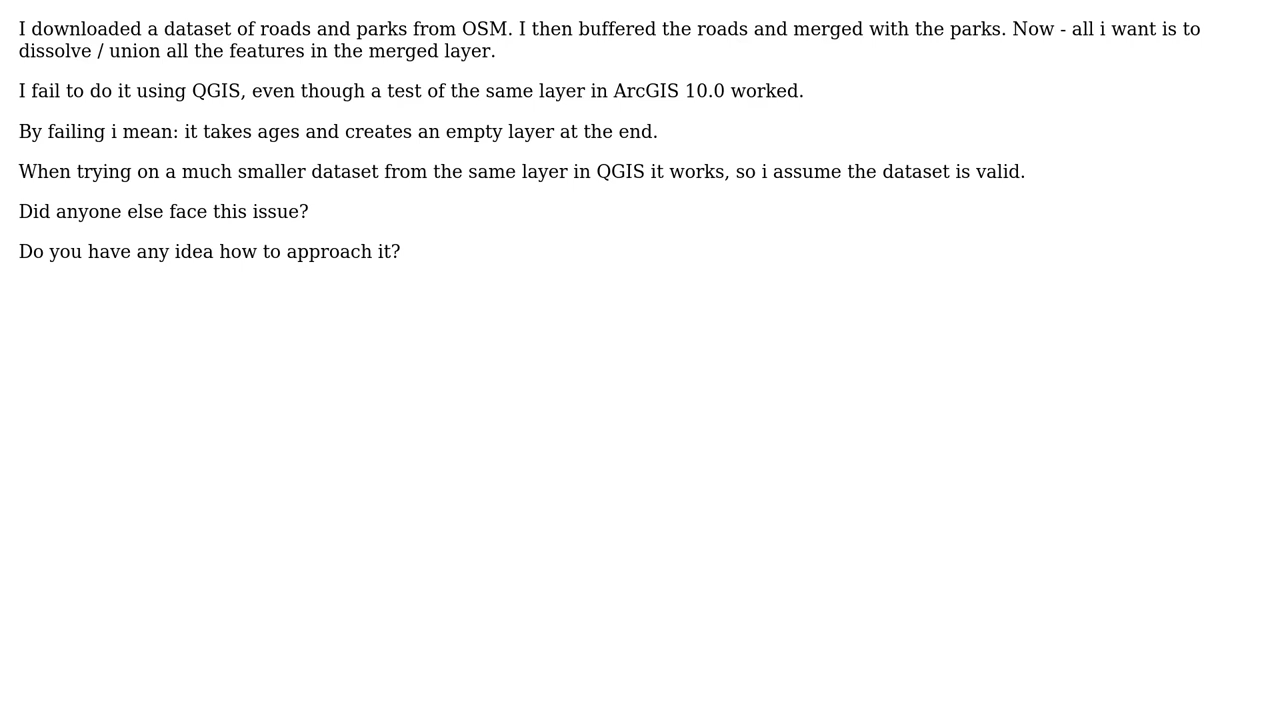 I downloaded a dataset of roads and parks from OSM. I then buffered the roads and merged with the parks. Now - all i want is to
dissolve / union all the features in the merged layer.
I fail to do it using QGIS, even though a test of the same layer in ArcGIS 10.0 worked.
By failing i mean: it takes ages and creates an empty layer at the end.
When trying on a much smaller dataset from the same layer in QGIS it works, so i assume the dataset is valid.
Did anyone else face this issue?
Do you have any idea how to approach it?